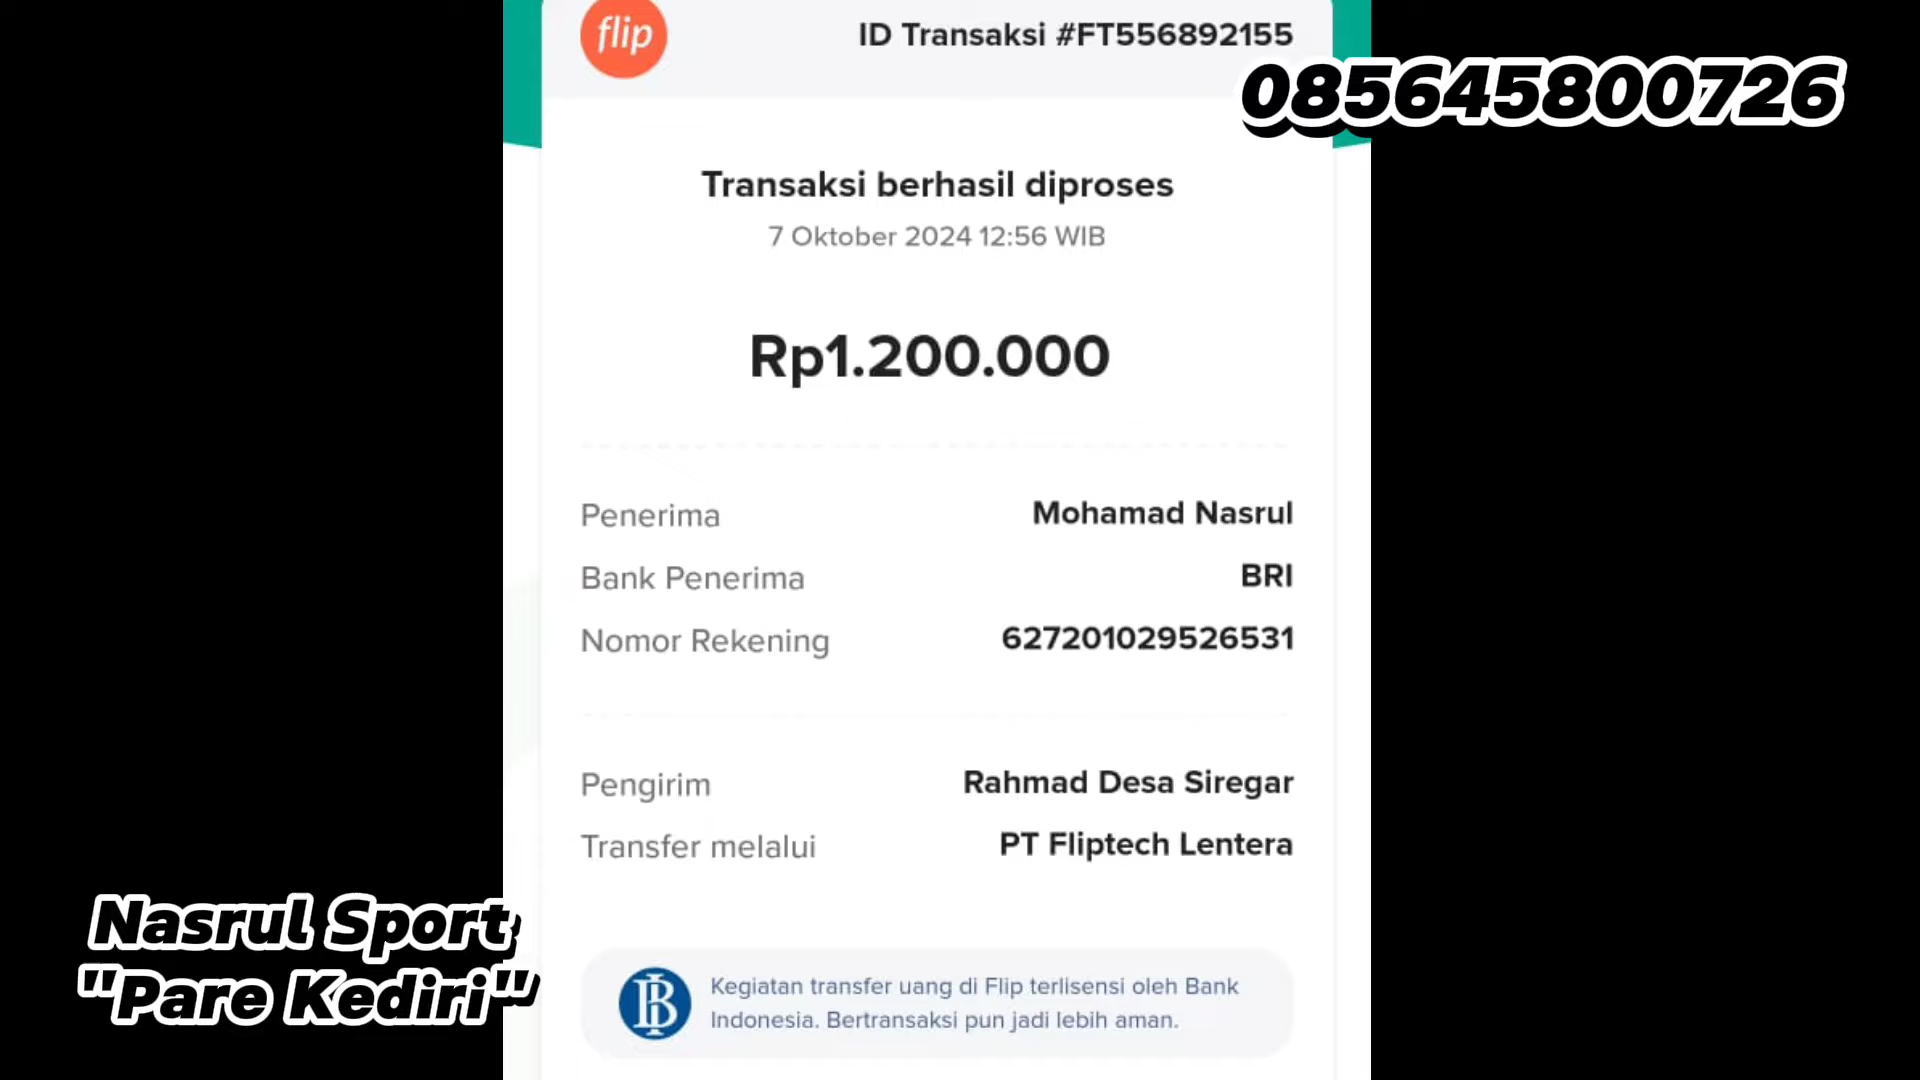 flip
ID Transaksi #FT556892155
085645800726
Transaksi berhasil diproses
7 Oktober 2024 12:56 WIB
Rp1.200.000
Penerima Mohamad Nasrul
Bank Penerima BRI
Nomor Rekening 627201029526531
Pengirim Rahmad Desa Siregar
Transfer melalui PT Fliptech Lentera
Nasrul Sport
"Pare Kediri"
Kegiatan transfer uang di Flip terlisensi oleh Bank
Indonesia. Bertransaksi pun jadi lebih aman.